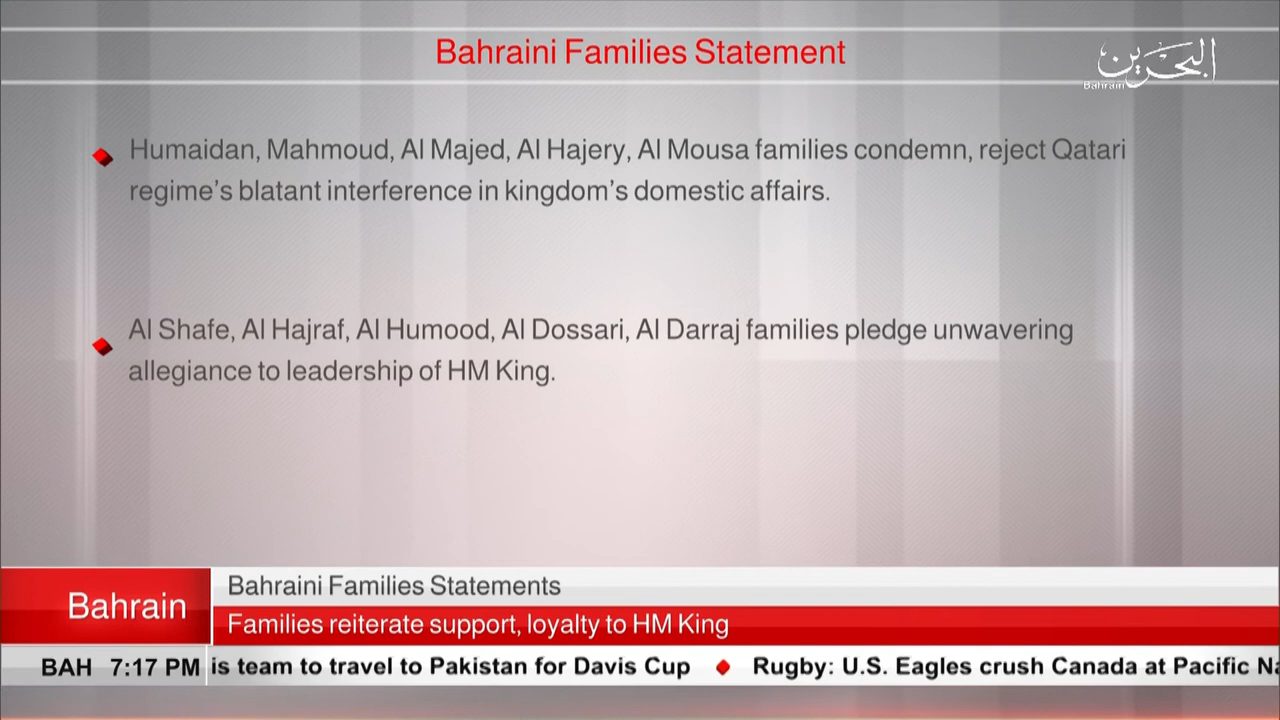 Bahraini Families Statement
البحرين
Bahrain
Humaidan, Mahmoud, Al Majed, Al Hajery, Al Mousa families condemn, reject Qatari
regime’s blatant interference in kingdom’s domestic affairs.
Al Shafe, Al Hajraf, Al Humood, Al Dossari, Al Darraj families pledge unwavering
allegiance to leadership of HM King.
Bahrain
Bahraini Families Statements
Families reiterate support, loyalty to HM King
BAH 7:17 PM is team to travel to Pakistan for Davis Cup Rugby: U.S. Eagles crush Canada at Pacific Na